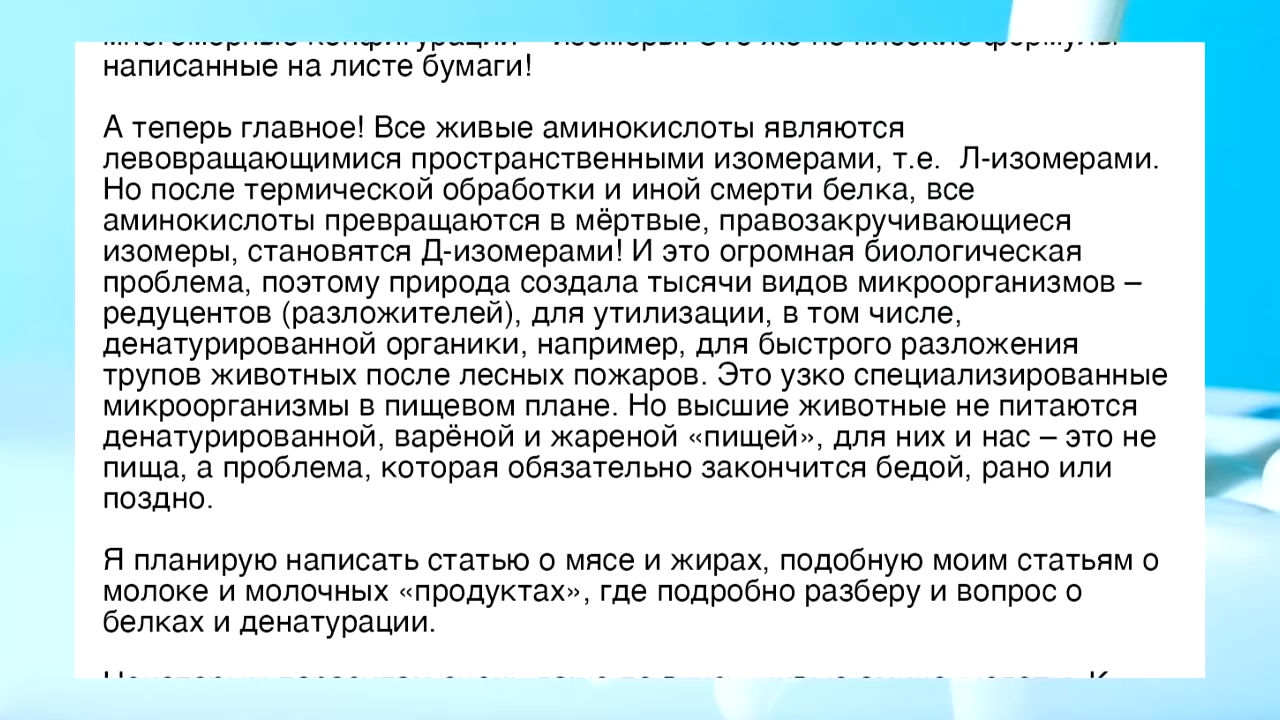 написанные на листе бумаги!
А теперь главное! Все живые аминокислоты являются
левовращающимися пространственными изомерами, т.е.  Л-изомерами.
Но после термической обработки и иной смерти белка, все
аминокислоты превращаются в мёртвые, правозакручивающиеся
изомеры, становятся Д-изомерами! И это огромная биологическая
проблема, поэтому природа создала тысячи видов микроорганизмов –
редуцентов (разложителей), для утилизации, в том числе,
денатурированной органики, например, для быстрого разложения
трупов животных после лесных пожаров. Это узко специализированные
микроорганизмы в пищевом плане. Но высшие животные не питаются
денатурированной, варёной и жареной «пищей», для них и нас – это не
пища, а проблема, которая обязательно закончится бедой, рано или
поздно.
Я планирую написать статью о мясе и жирах, подобную моим статьям о
молоке и молочных «продуктах», где подробно разберу и вопрос о
белках и денатурации.